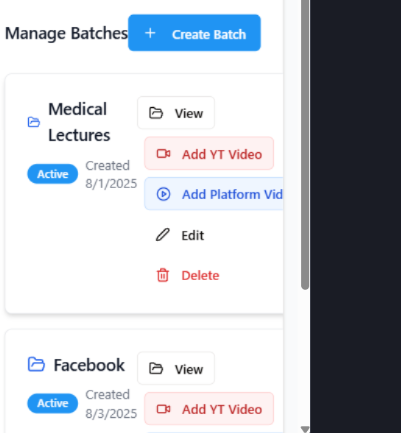 Manage Batches
+ Create Batch
Medical
Lectures
Active
Created
8/1/2025
View
Add YT Video
Add Platform Vid
Edit
Delete
Facebook
Active
Created
8/3/2025
View
Add YT Video